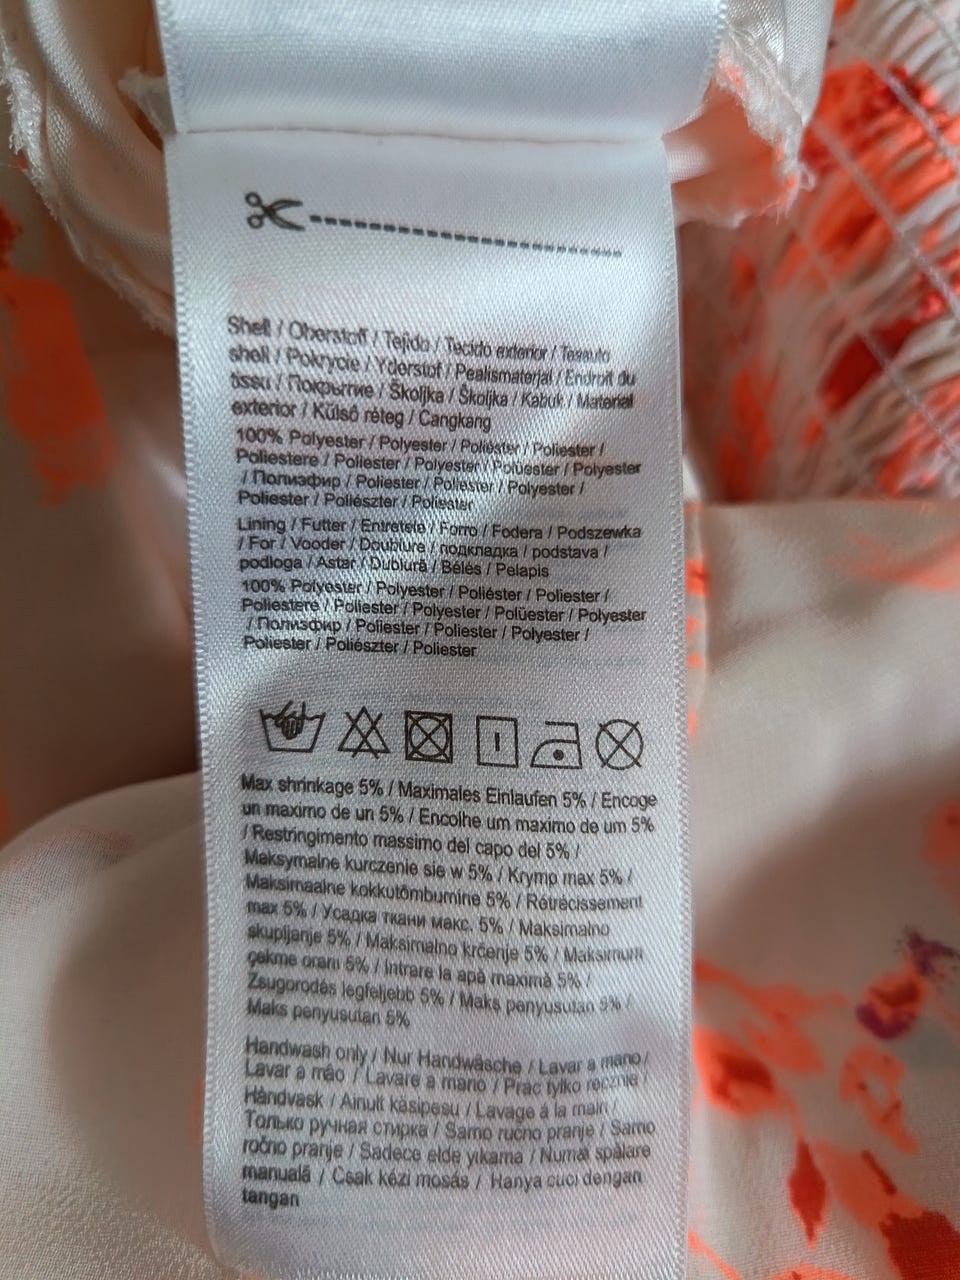 Shell / Oberstoff / Tejido / Tecido exterior / Tessuto
shell / Pokrycie / Yderstof / Pealismaterjal / Endroit du
tissu / Покрытие / Školjka / Školjka / Kabuk / Material
exterior / Külső réteg / Cangkang
100% Polyester / Polyester / Poliéster / Poliester /
Poliestere / Poliester / Polyester / Polüester / Polyester
/ Полиэфир / Poliester / Poliester / Polyester /
Poliester / Poliészter / Poliester
Lining / Futter / Entretele / Forro / Fodera / Podszewka
/ For / Vooder / Doublure / подкладка / podstava /
podloga / Astar / Dublură / Bélés / Pelapis
100% Polyester / Polyester / Poliéster / Poliester /
Poliestere / Poliester / Polyester / Polüester / Polyester
/ Полиэфир / Poliester / Poliester / Polyester /
Poliester / Poliészter / Poliester
Max shrinkage 5% / Maximales Einlaufen 5% / Encoge
un maximo de un 5% / Encolhe um maximo de um 5%
/ Restringimento massimo del capo del 5% /
Maksymalne kurczenie sie w 5% / Krymp max 5% /
Maksimaalne kokkutõmbumine 5% / Rétrécissement
max 5% / Усадка ткани макс. 5% / Maksimalno
skupljanje 5% / Maksimalno krčenje 5% / Maksimum
çekme oranı 5% / Intrare la apă maximă 5% /
Zsugorodás legfeljebb 5% / Maks penyusutan 5% /
Maks penyusutan 5%
Handwash only / Nur Handwäsche / Lavar a mano /
Lavar a mão / Lavare a mano / Prac tylko recznie /
Håndvask / Ainult käsipesu / Lavage à la main /
Только ручная стирка / Samo rucno pranje / Samo
ročno pranje / Sadece elde yıkama / Numai spălare
manuală / Csak kézi mosás / Hanya cuci dengan
tangan